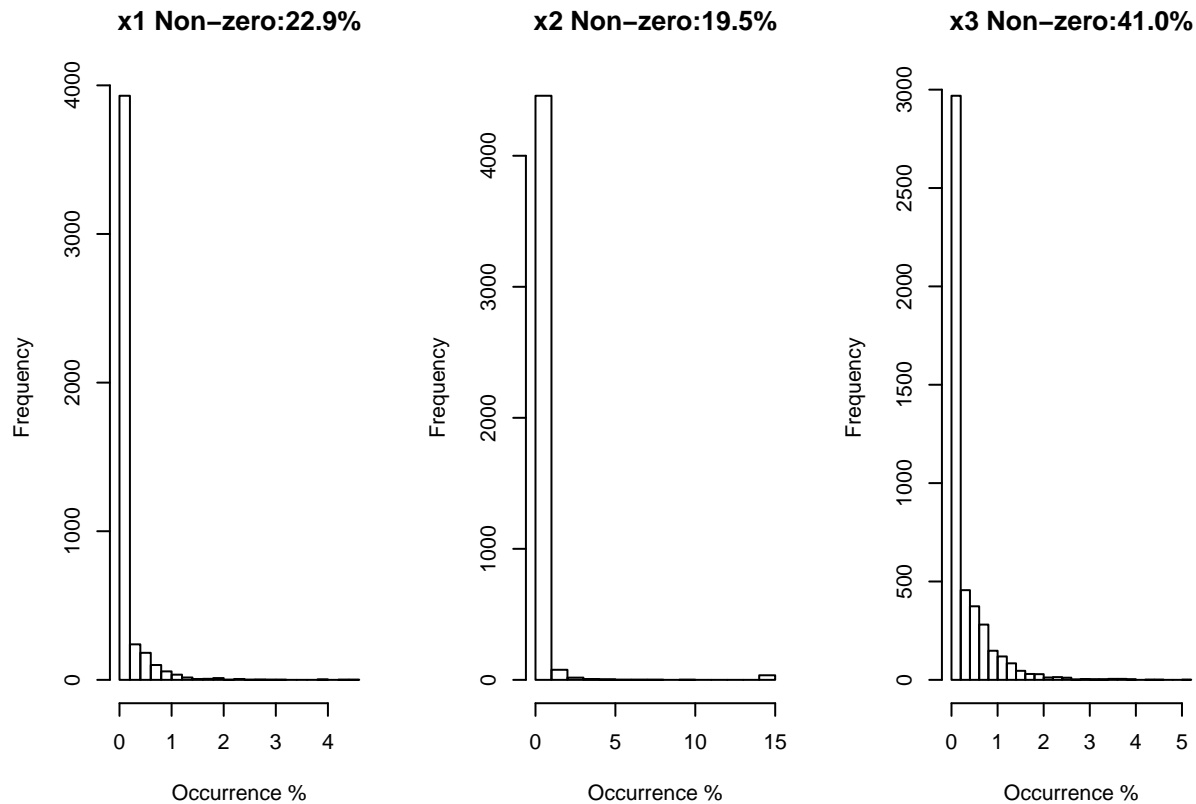 x1 Non−zero:22.9%
Frequency
4000
3000
2000
1000
0
0 1 2 3 4
Occurrence %
x2 Non−zero:19.5%
Frequency
4000
3000
2000
1000
0
0 5 10 15
Occurrence %
x3 Non−zero:41.0%
Frequency
3000
2500
2000
1500
1000
500
0
0 1 2 3 4 5
Occurrence %